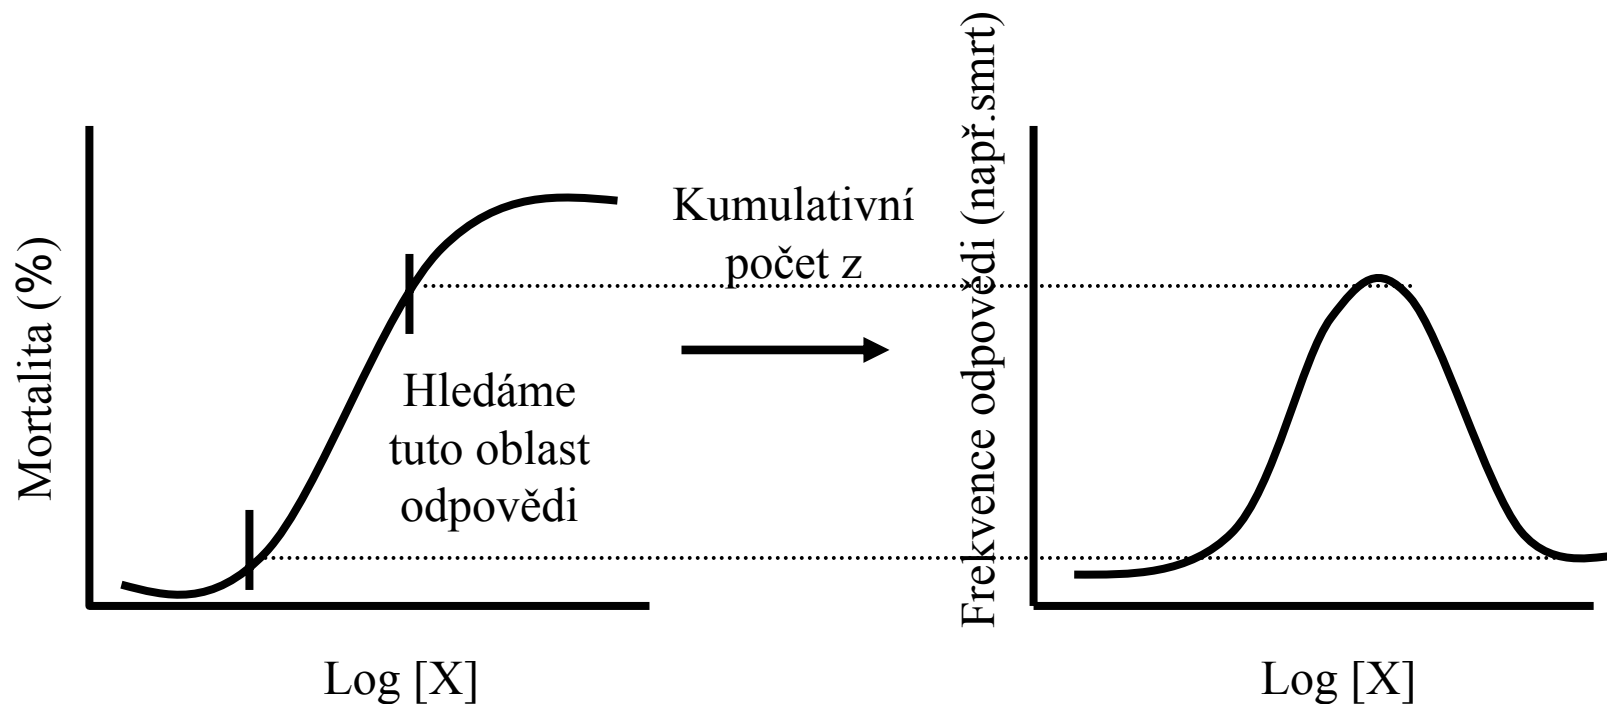 Mortalita (%)
Hledáme
tuto oblast
odpovědi
Log [X]
Kumulativní
počet z
Frekvence odpovědi (např.smrt)
Log [X]